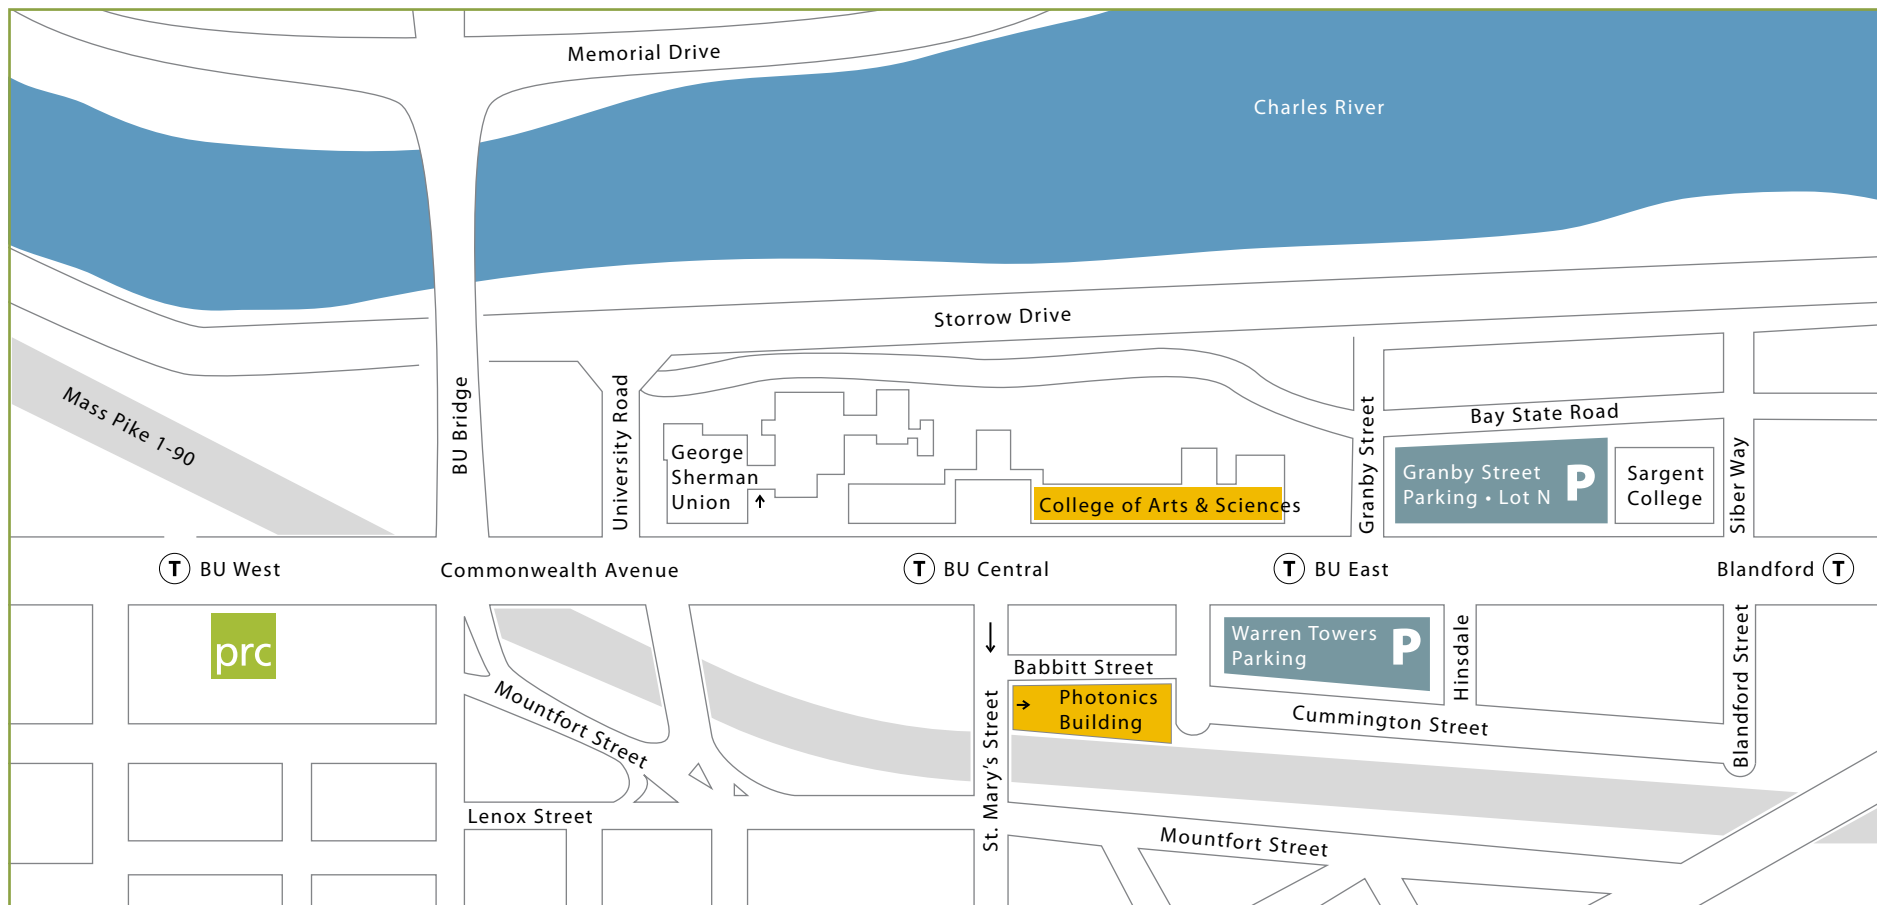 Memorial Drive
Charles River
Storrow Drive
Mass Pike 1-90
BU Bridge
University Road
George
Sherman
Union
College of Arts & Sciences
Granby Street
Bay State Road
Granby Street
Parking • Lot N
P
Sargent
College
Siber Way
T BU West
Commonwealth Avenue
T BU Central
T BU East
Blandford T
prc
Mountfort Street
Lenox Street
St. Mary's Street
Babbitt Street
Photonics
Building
Warren Towers
Parking
P
Hinsdale
Cummington Street
Blandford Street
Mountfort Street